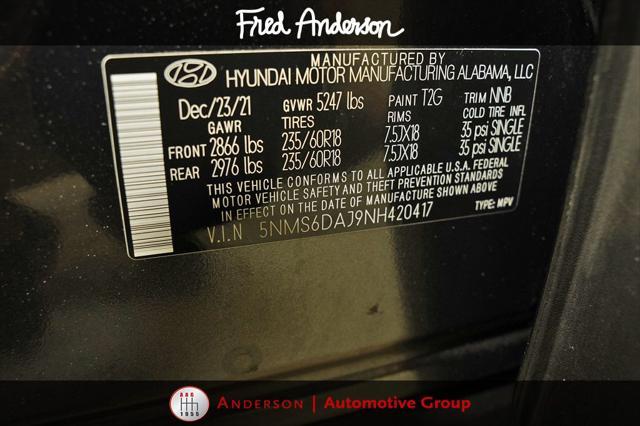 Fred Anderson
MANUFACTURED BY
HYUNDAI MOTOR MANUFACTURING ALABAMA, LLC
Dec/23/21 GVWR 5247 lbs PAINT T2G TRIM NNB
GAWR TIRES RIMS COLD TIRE INFL
FRONT 2866 lbs 235/60R18 7.5JX18 35 psi SINGLE
REAR 2976 lbs 235/60R18 7.5JX18 35 psi SINGLE
THIS VEHICLE CONFORMS TO ALL APPLICABLE U.S.A. FEDERAL
MOTOR VEHICLE SAFETY AND THEFT PREVENTION STANDARDS
IN EFFECT ON THE DATE OF MANUFACTURE SHOWN ABOVE.
V.I.N 5NMS6DAJ9NH420417 TYPE: MPV
AAG
1955
ANDERSON | Automotive Group